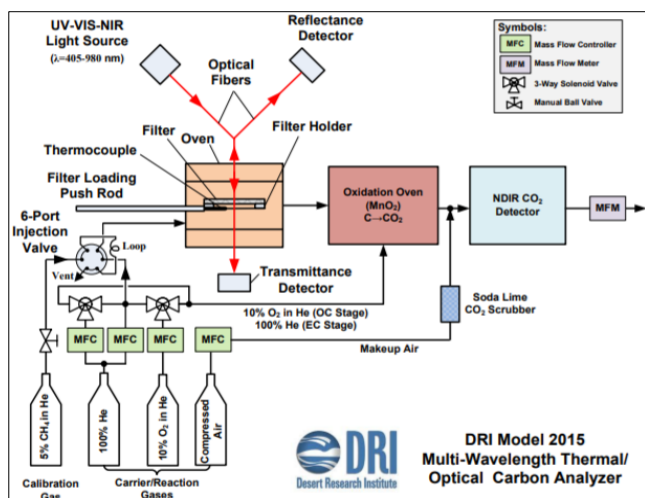 UV-VIS-NIR
Light Source
(λ=405-980 nm)
Reflectance
Detector
Symbols:
MFC Mass Flow Controller
MFM Mass Flow Meter
3-Way Solenoid Valve
Manual Ball Valve
Optical
Fibers
Filter Holder
Oven
Filter
Thermocouple
Filter Loading
Push Rod
6-Port
Injection
Valve
Loop
Vent
Oxidation Oven
(MnO2)
C→CO2
NDIR CO2
Detector
MFM
Transmittance
Detector
10% O2 in He (OC Stage)
100% He (EC Stage)
Soda Lime
CO2 Scrubber
MFC
MFC
MFC
MFC
Makeup Air
5% CH4 in He
100% He
10% O2 in He
Compressed
Air
Calibration
Gas
Carrier/Reaction
Gases
DRI
Desert Research Institute
DRI Model 2015
Multi-Wavelength Thermal/
Optical Carbon Analyzer